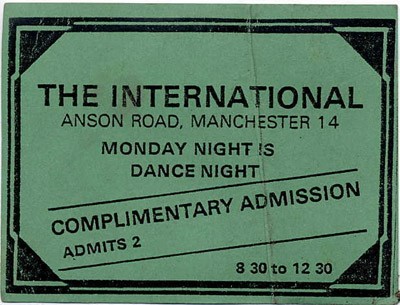 THE INTERNATIONAL
ANSON ROAD, MANCHESTER 14
MONDAY NIGHT IS
DANCE NIGHT
COMPLIMENTARY ADMISSION
ADMITS 2
8 30 to 12 30